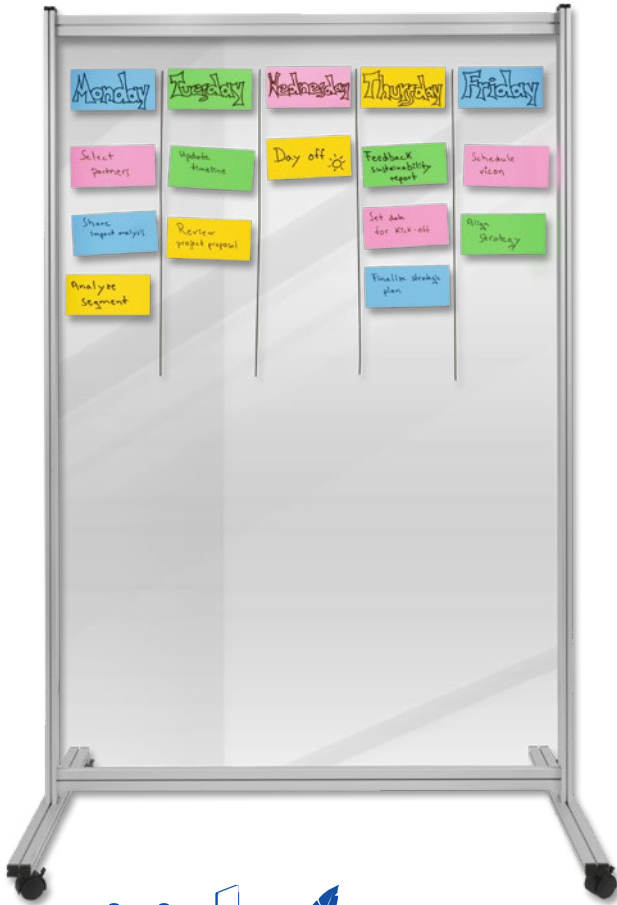 Monday
Tuesday
Wednesday
Thursday
Friday
Select
partners
Share
impact analysis
Analyze
segment
Update
timeline
Review
project proposal
Day off
Feedback
sustainability
report
Set date
for Kick-off
Finalize strategic
plan
Schedule
vicon
Align
Strategy